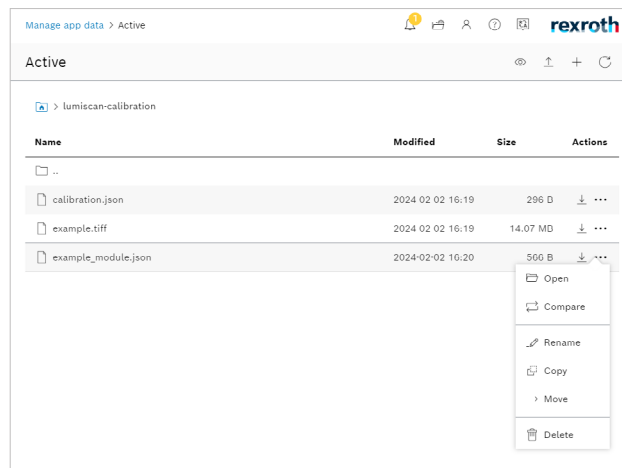 Manage app data > Active
1
rexroth
Active
> lumiscan-calibration
Name Modified Size Actions
..
calibration.json 2024 02 02 16:19 296 B
example.tiff 2024 02 02 16:19 14.07 MB
example_module.json 2024-02-02 16:20 566 B
Open
Compare
Rename
Copy
> Move
Delete